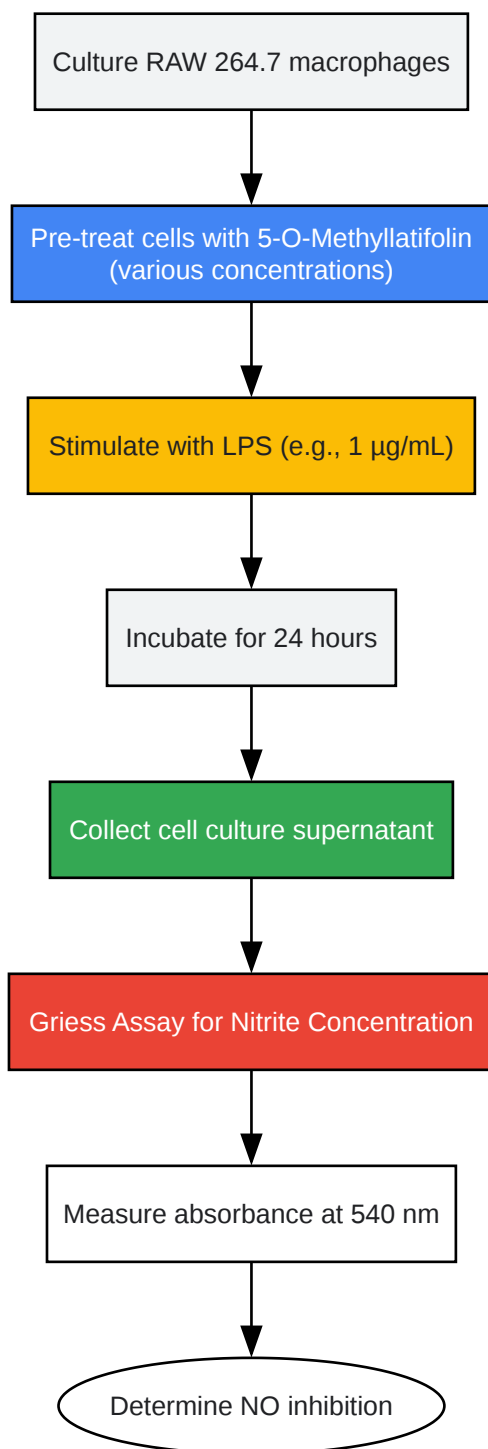 Culture RAW 264.7 macrophages
Pre-treat cells with 5-O-Methyllatifolin
(various concentrations)
Stimulate with LPS (e.g., 1 µg/mL)
Incubate for 24 hours
Collect cell culture supernatant
Griess Assay for Nitrite Concentration
Measure absorbance at 540 nm
Determine NO inhibition